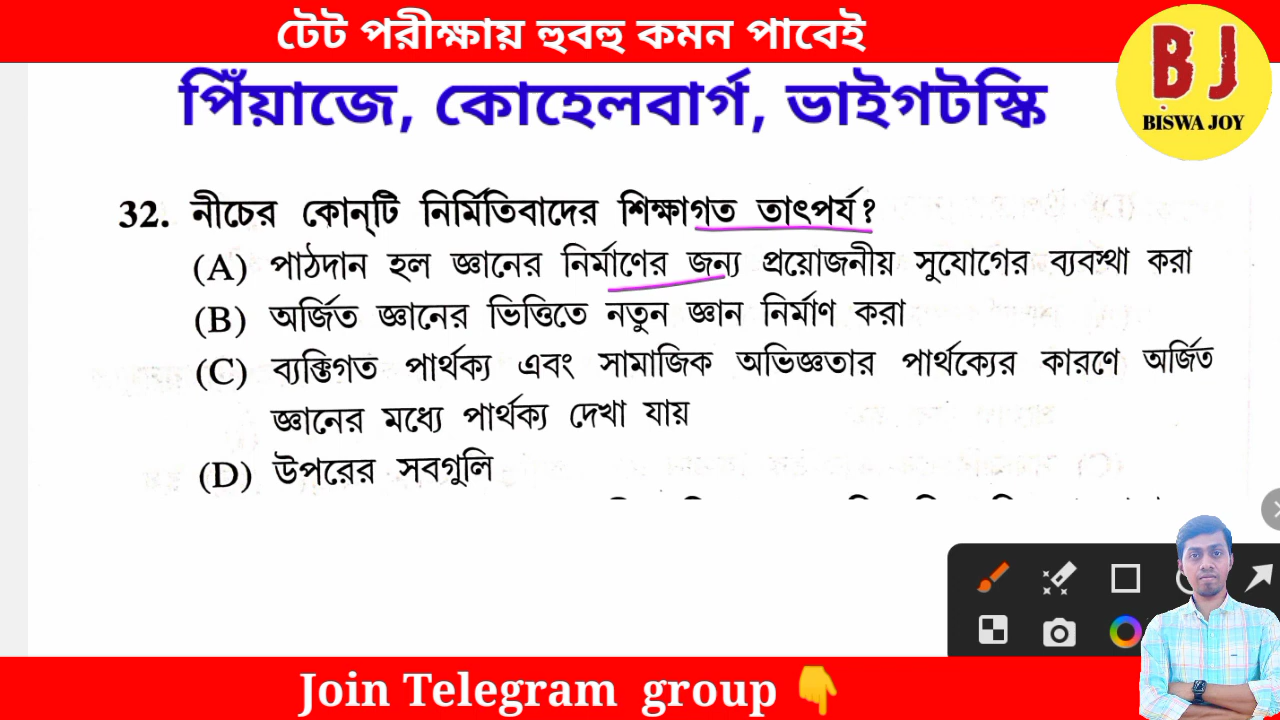 টেট পরীক্ষায় হুবহু কমন পাবেই
BJ
BISWA JOY
পিঁয়াজে, কোহেলবার্গ, ভাইগটস্কি
32. নীচের কোন্‌টি নির্মিতিবাদের শিক্ষাগত তাৎপর্য?
(A) পাঠদান হল জ্ঞানের নির্মাণের জন্য প্রয়োজনীয় সুযোগের ব্যবস্থা করা
(B) অর্জিত জ্ঞানের ভিত্তিতে নতুন জ্ঞান নির্মাণ করা
(C) ব্যক্তিগত পার্থক্য এবং সামাজিক অভিজ্ঞতার পার্থক্যের কারণে অর্জিত
জ্ঞানের মধ্যে পার্থক্য দেখা যায়
(D) উপরের সবগুলি
Join Telegram group